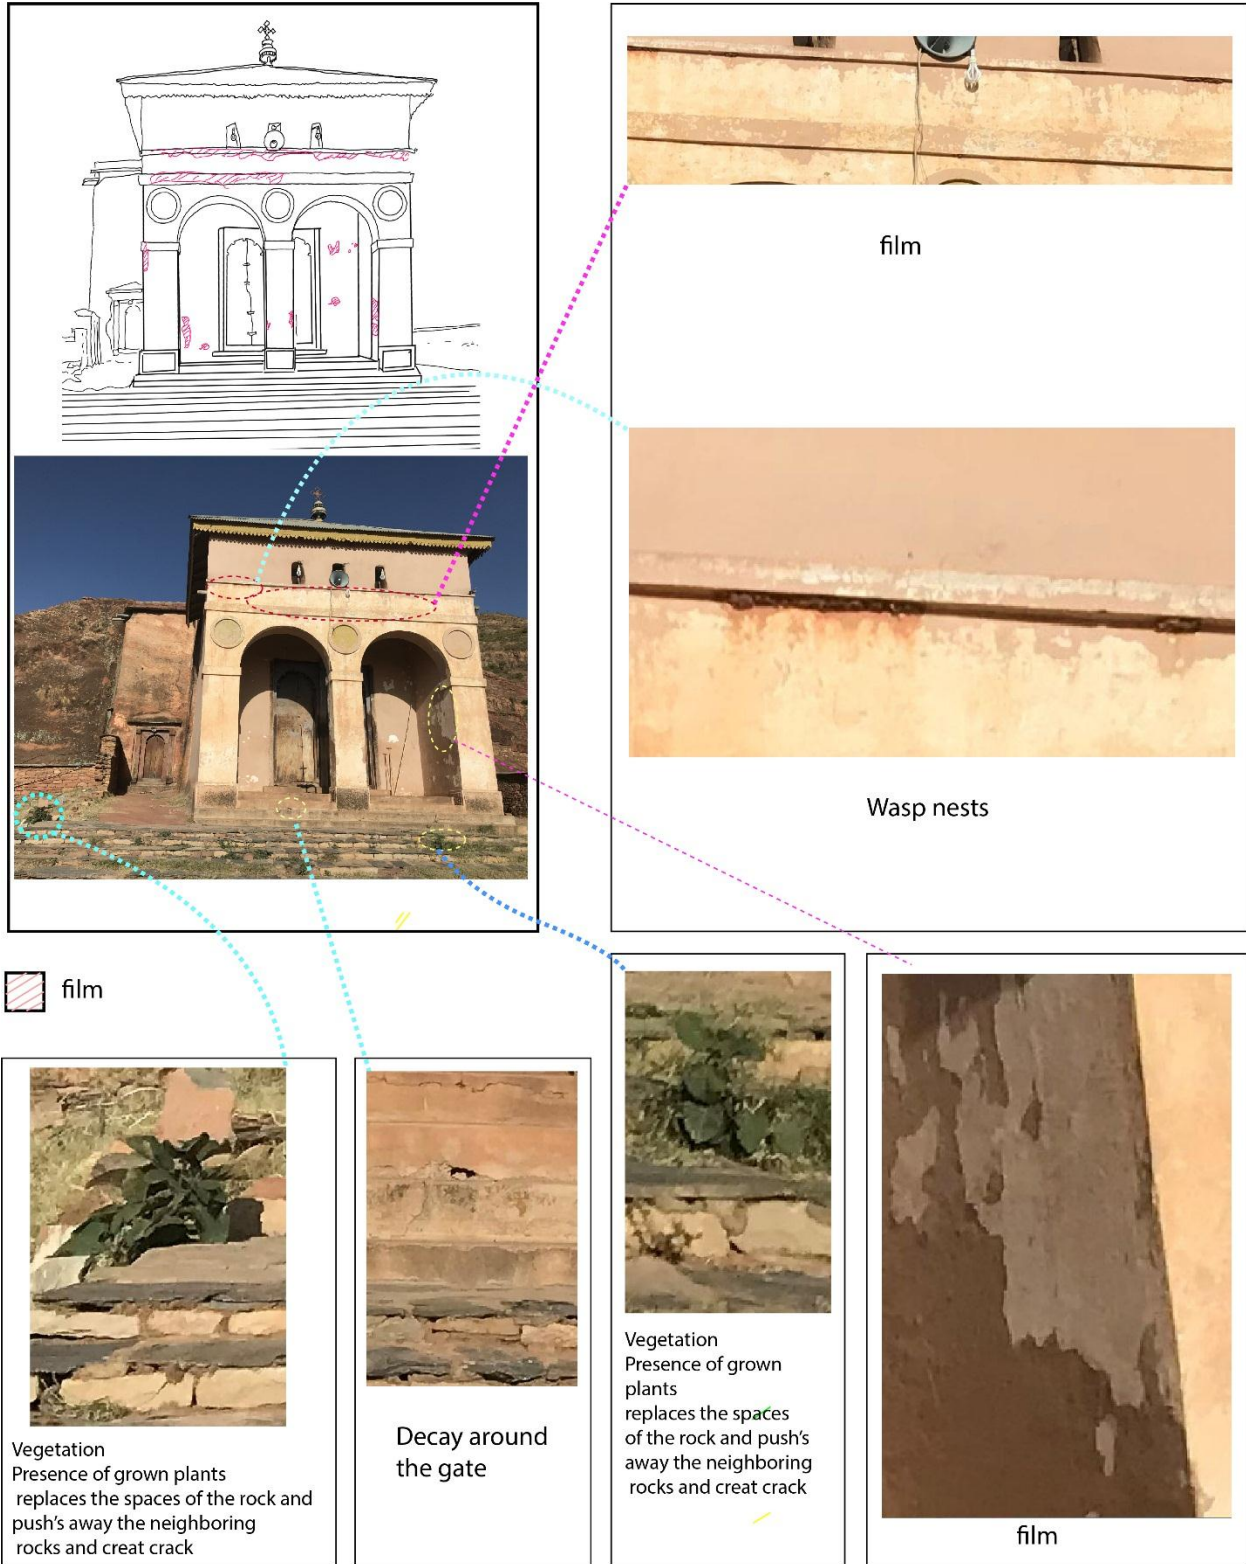 film
Wasp nests
film
Vegetation
Presence of grown plants
replaces the spaces of the rock and
push's away the neighboring
rocks and creat crack
Decay around
the gate
Vegetation
Presence of grown
plants
replaces the spaces
of the rock and push's
away the neighboring
rocks and creat crack
film